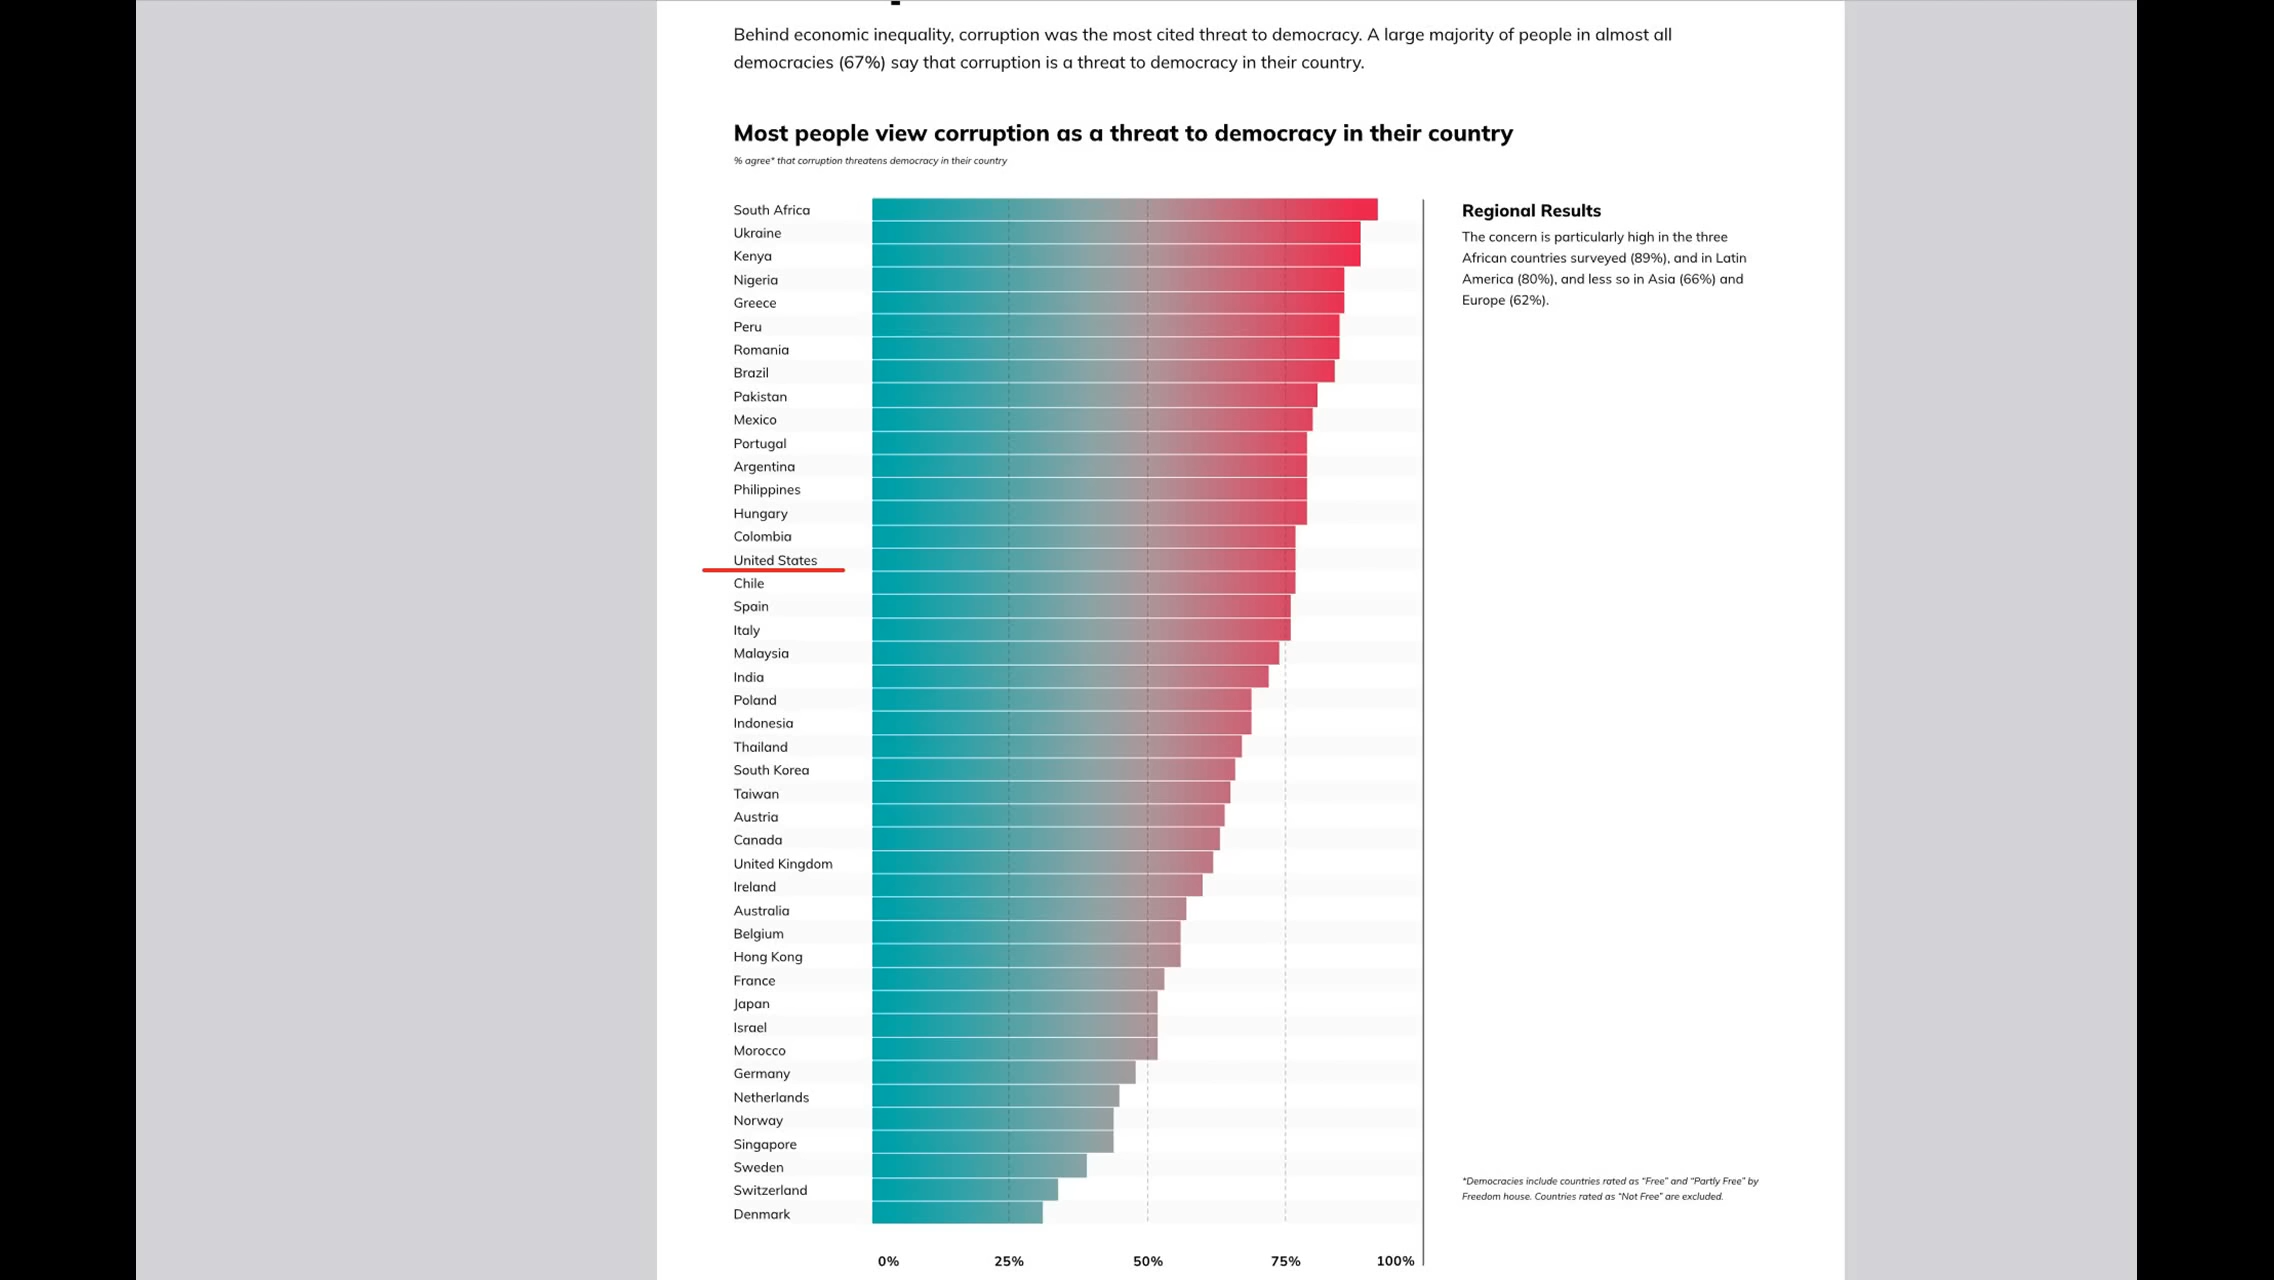 Behind economic inequality, corruption was the most cited threat to democracy. A large majority of people in almost all
democracies (67%) say that corruption is a threat to democracy in their country.
Most people view corruption as a threat to democracy in their country
% agree* that corruption threatens democracy in their country
South Africa
Ukraine
Kenya
Nigeria
Greece
Peru
Romania
Brazil
Pakistan
Mexico
Portugal
Argentina
Philippines
Hungary
Colombia
United States
Chile
Spain
Italy
Malaysia
India
Poland
Indonesia
Thailand
South Korea
Taiwan
Austria
Canada
United Kingdom
Ireland
Australia
Belgium
Hong Kong
France
Japan
Israel
Morocco
Germany
Netherlands
Norway
Singapore
Sweden
Switzerland
Denmark
0% 25% 50% 75% 100%
Regional Results
The concern is particularly high in the three
African countries surveyed (89%), and in Latin
America (80%), and less so in Asia (66%) and
Europe (62%).
*Democracies include countries rated as “Free” and “Partly Free” by
Freedom house. Countries rated as “Not Free” are excluded.